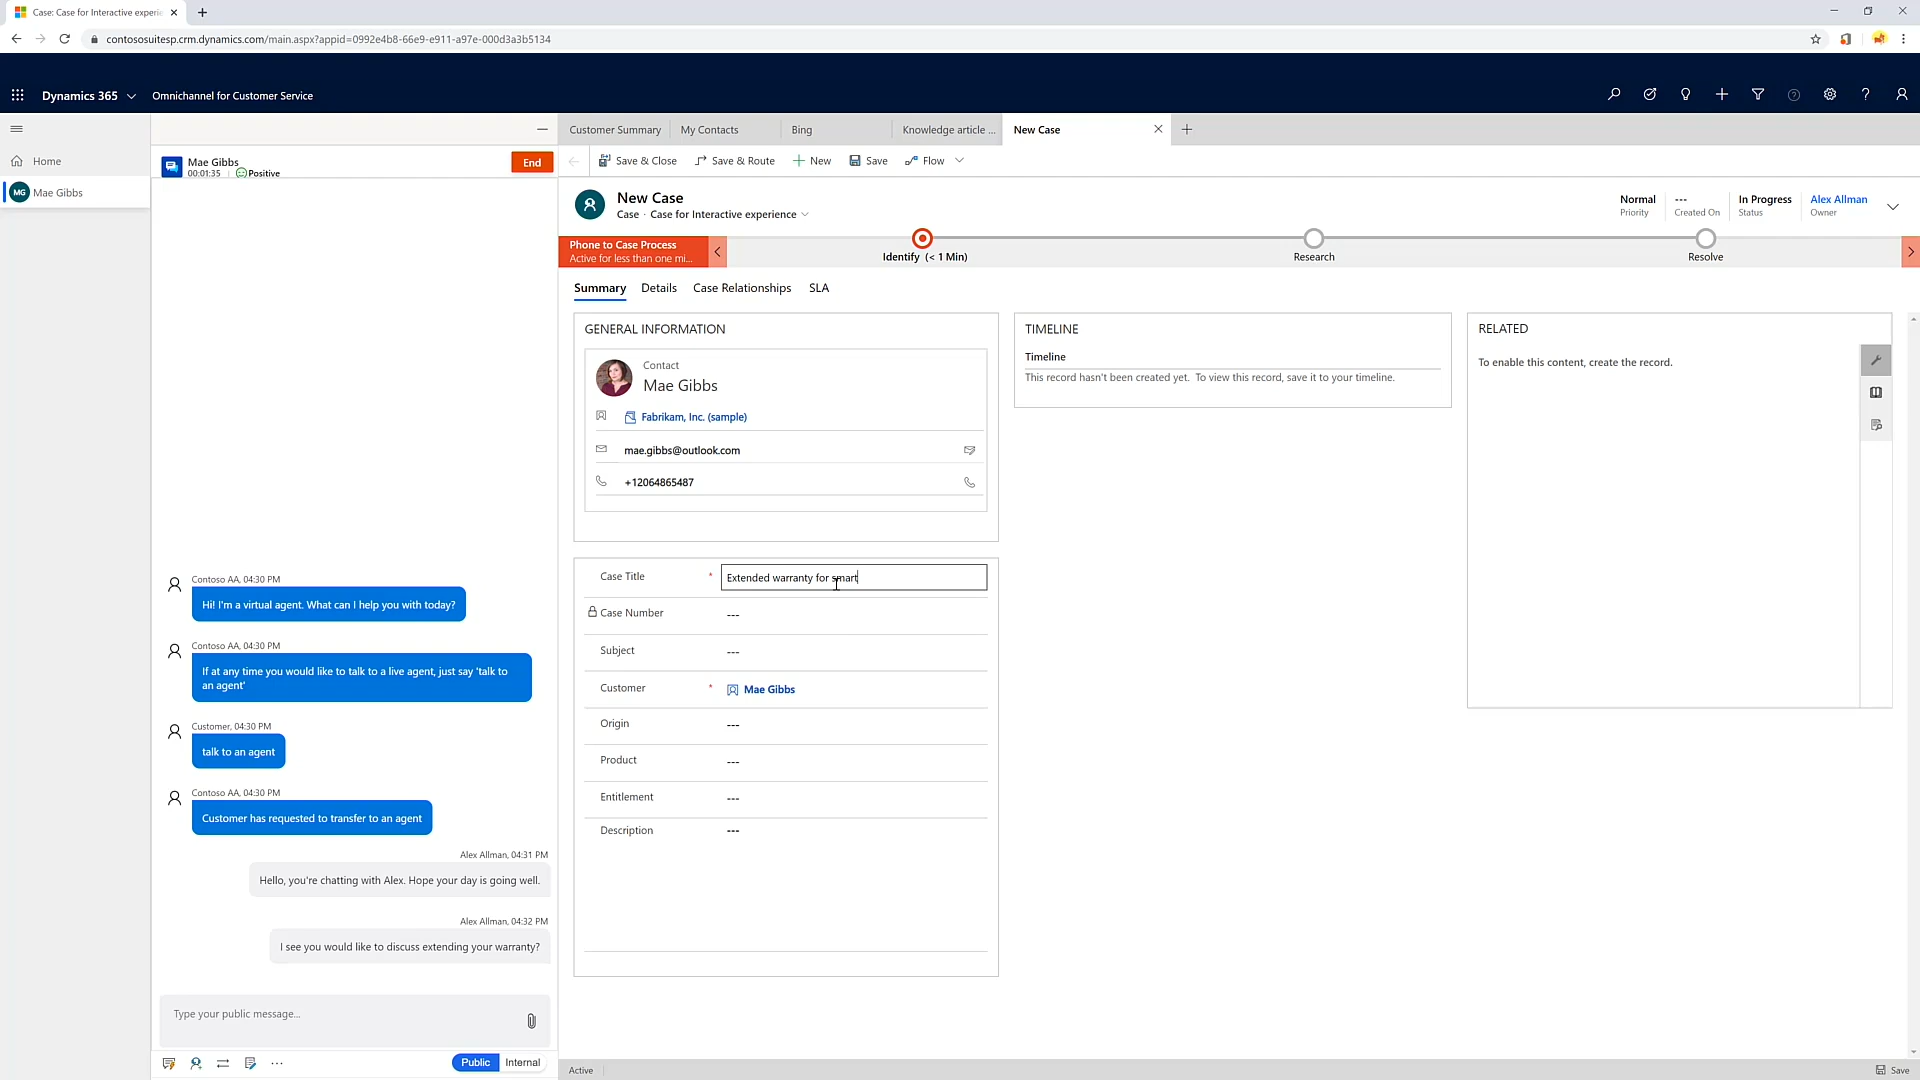 Case: Case for Interactive experie
contososuitesp.crm.dynamics.com/main.aspx?appid=0992e4b8-66e9-e911-a97e-000d3a3b5134
Dynamics 365
Omnichannel for Customer Service
Home
MG Mae Gibbs
Mae Gibbs
00:01:35 | Positive
End
Contoso AA, 04:30 PM
Hi! I'm a virtual agent. What can I help you with today?
Contoso AA, 04:30 PM
If at any time you would like to talk to a live agent, just say 'talk to
an agent'
Customer, 04:30 PM
talk to an agent
Contoso AA, 04:30 PM
Customer has requested to transfer to an agent
Alex Allman, 04:31 PM
Hello, you're chatting with Alex. Hope your day is going well.
Alex Allman, 04:32 PM
I see you would like to discuss extending your warranty?
Type your public message...
Public Internal
Customer Summary
My Contacts
Bing
Knowledge article ...
New Case
Save & Close
Save & Route
New
Save
Flow
New Case
Case · Case for Interactive experience
Normal
Priority
---
Created On
In Progress
Status
Alex Allman
Owner
Phone to Case Process
Active for less than one mi...
Identify (< 1 Min)
Research
Resolve
Summary
Details
Case Relationships
SLA
GENERAL INFORMATION
Contact
Mae Gibbs
Fabrikam, Inc. (sample)
mae.gibbs@outlook.com
+12064865487
Case Title * Extended warranty for smart
Case Number ---
Subject ---
Customer * Mae Gibbs
Origin ---
Product ---
Entitlement ---
Description ---
TIMELINE
Timeline
This record hasn't been created yet. To view this record, save it to your timeline.
RELATED
To enable this content, create the record.
Active
Save